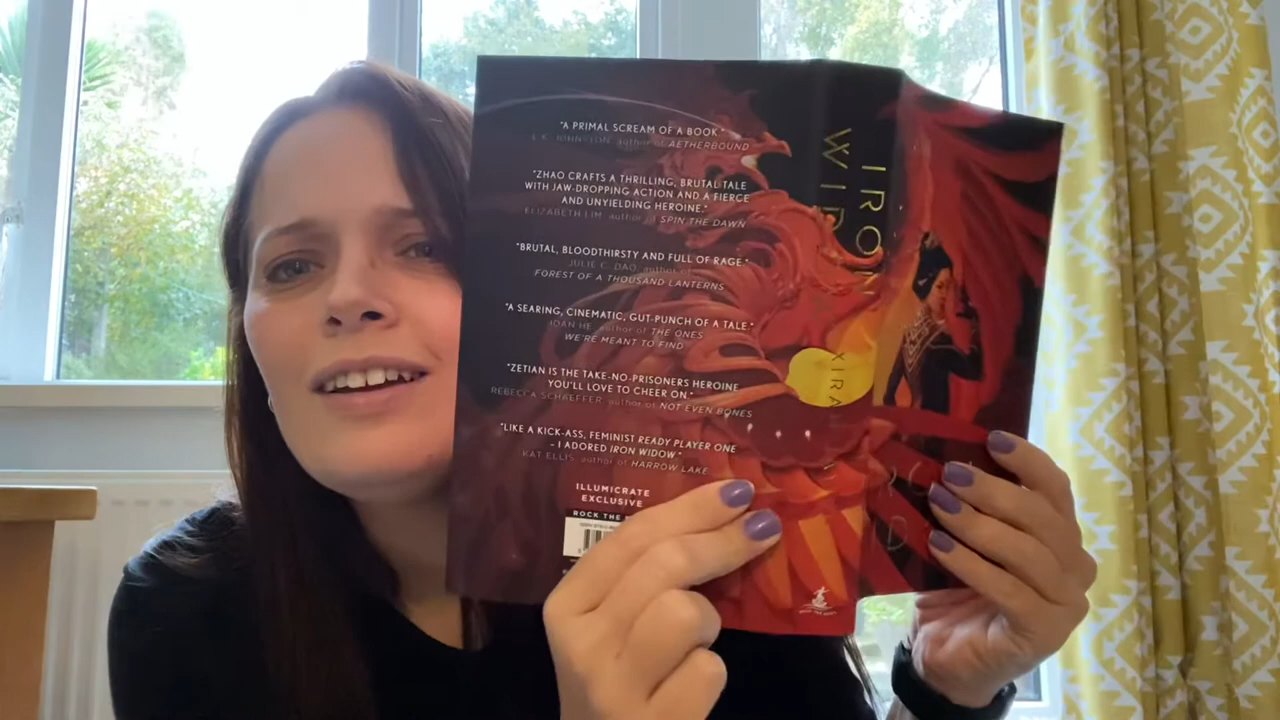 "A PRIMAL SCREAM OF A BOOK."
E.K. JOHNSTON, author of AETHERBOUND
"ZHAO CRAFTS A THRILLING, BRUTAL TALE
WITH JAW-DROPPING ACTION AND A FIERCE
AND UNYIELDING HEROINE."
ELIZABETH LIM, author of SPIN THE DAWN
"BRUTAL, BLOODTHIRSTY AND FULL OF RAGE."
JULIE C. DAO, author of
FOREST OF A THOUSAND LANTERNS
"A SEARING, CINEMATIC, GUT-PUNCH OF A TALE."
JOAN HE, author of THE ONES
WE'RE MEANT TO FIND
"ZETIAN IS THE TAKE-NO-PRISONERS HEROINE
YOU'LL LOVE TO CHEER ON."
REBECCA SCHAEFFER, author of NOT EVEN BONES
"LIKE A KICK-ASS, FEMINIST READY PLAYER ONE
– I ADORED IRON WIDOW"
KAT ELLIS, author of HARROW LAKE
ILLUMICRATE
EXCLUSIVE
ROCK THE
IRON
WID
XIRA